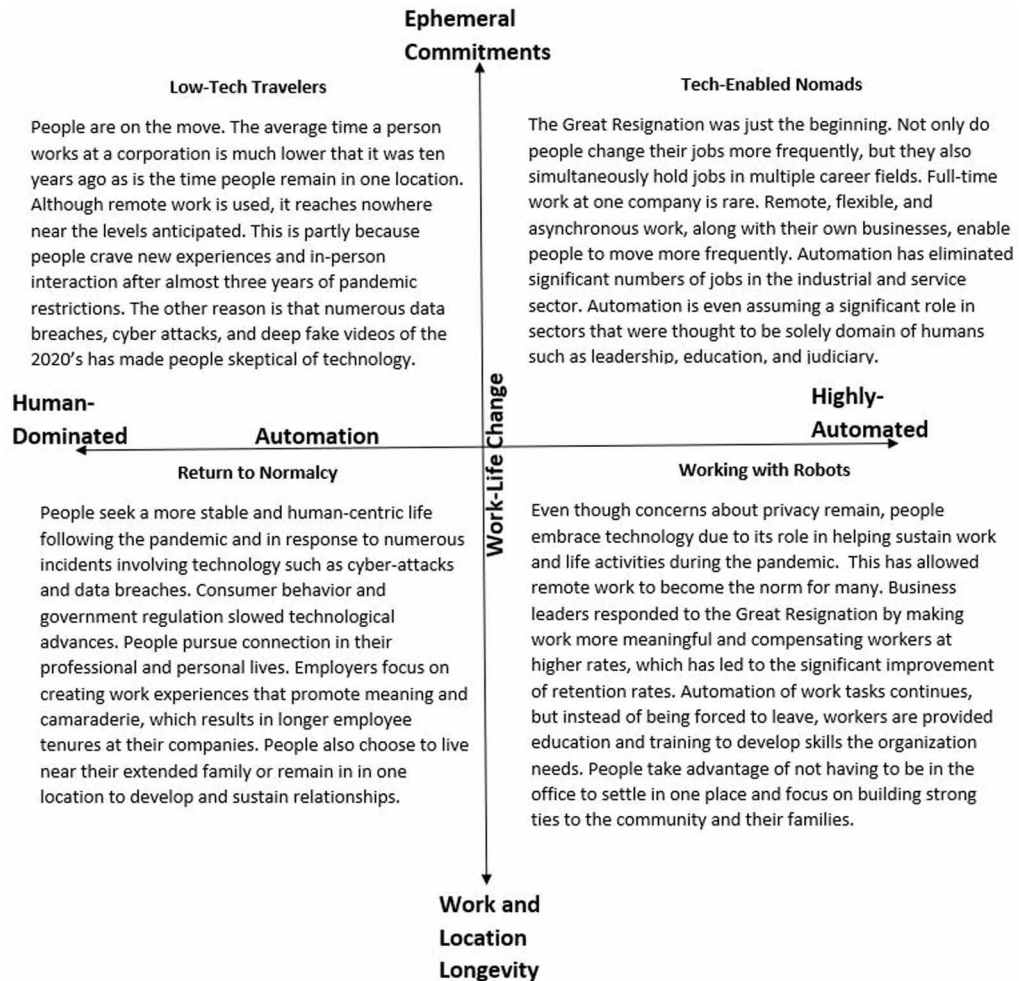 Ephemeral
Commitments
Low-Tech Travelers
People are on the move. The average time a person
works at a corporation is much lower that it was ten
years ago as is the time people remain in one location.
Although remote work is used, it reaches nowhere
near the levels anticipated. This is partly because
people crave new experiences and in-person
interaction after almost three years of pandemic
restrictions. The other reason is that numerous data
breaches, cyber attacks, and deep fake videos of the
2020's has made people skeptical of technology.
Tech-Enabled Nomads
The Great Resignation was just the beginning. Not only do
people change their jobs more frequently, but they also
simultaneously hold jobs in multiple career fields. Full-time
work at one company is rare. Remote, flexible, and
asynchronous work, along with their own businesses, enable
people to move more frequently. Automation has eliminated
significant numbers of jobs in the industrial and service
sector. Automation is even assuming a significant role in
sectors that were thought to be solely domain of humans
such as leadership, education, and judiciary.
Human-
Dominated
Automation
Work-Life Change
Highly-
Automated
Return to Normalcy
People seek a more stable and human-centric life
following the pandemic and in response to numerous
incidents involving technology such as cyber-attacks
and data breaches. Consumer behavior and
government regulation slowed technological
advances. People pursue connection in their
professional and personal lives. Employers focus on
creating work experiences that promote meaning and
camaraderie, which results in longer employee
tenures at their companies. People also choose to live
near their extended family or remain in in one
location to develop and sustain relationships.
Working with Robots
Even though concerns about privacy remain, people
embrace technology due to its role in helping sustain work
and life activities during the pandemic. This has allowed
remote work to become the norm for many. Business
leaders responded to the Great Resignation by making
work more meaningful and compensating workers at
higher rates, which has led to the significant improvement
of retention rates. Automation of work tasks continues,
but instead of being forced to leave, workers are provided
education and training to develop skills the organization
needs. People take advantage of not having to be in the
office to settle in one place and focus on building strong
ties to the community and their families.
Work and
Location
Longevity